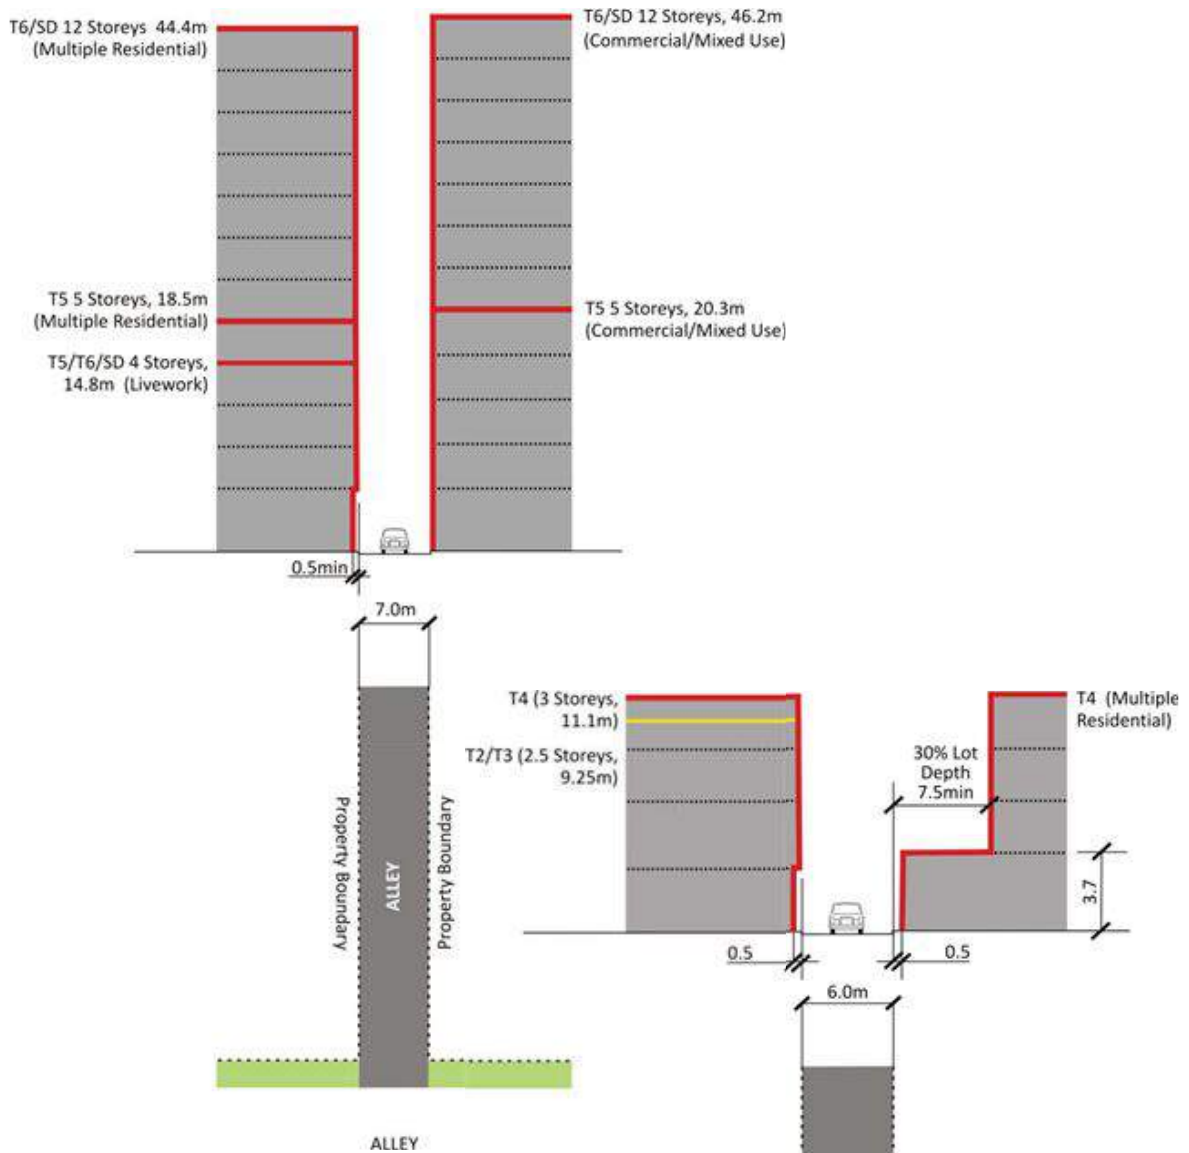 T6/SD 12 Storeys  44.4m
(Multiple Residential)
T6/SD 12 Storeys, 46.2m
(Commercial/Mixed Use)
T5 5 Storeys, 18.5m
(Multiple Residential)
T5 5 Storeys, 20.3m
(Commercial/Mixed Use)
T5/T6/SD 4 Storeys,
14.8m  (Livework)
0.5min
7.0m
Property Boundary
ALLEY
Property Boundary
ALLEY
T4 (3 Storeys,
11.1m)
T2/T3 (2.5 Storeys,
9.25m)
T4  (Multiple
Residential)
30% Lot
Depth
7.5min
3.7
0.5
0.5
6.0m